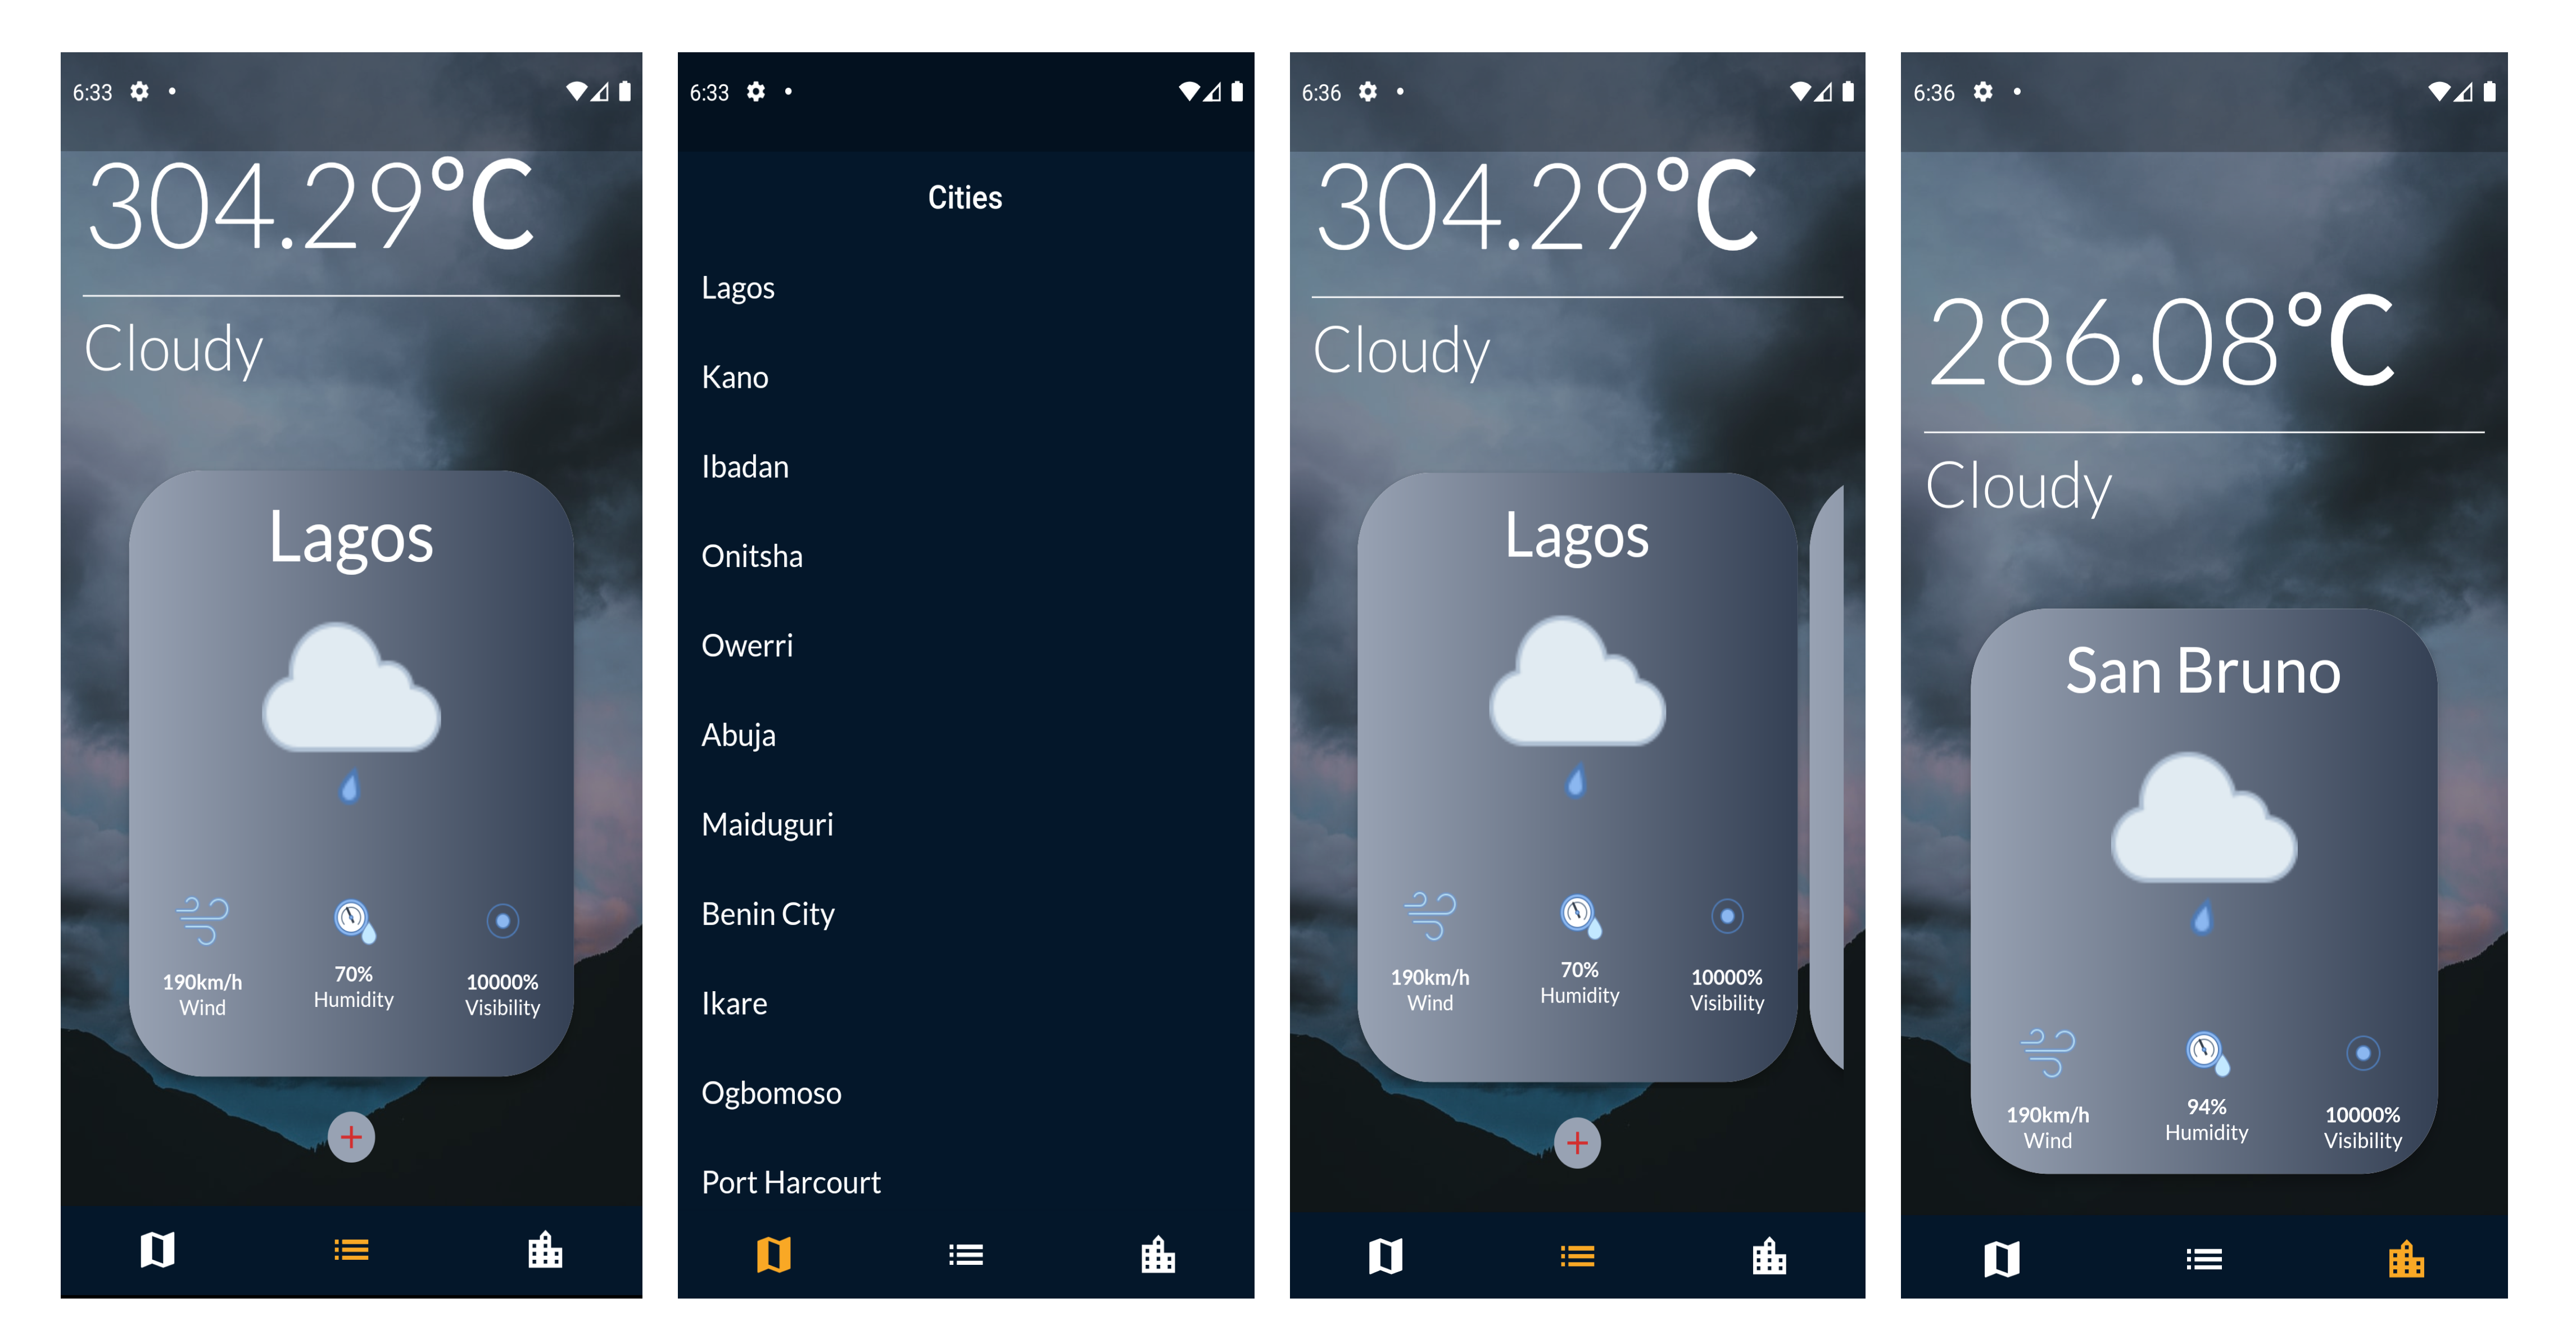 6:33
304.29°C
Cloudy
Lagos
190km/h
Wind
70%
Humidity
10000%
Visibility
6:33
Cities
Lagos
Kano
Ibadan
Onitsha
Owerri
Abuja
Maiduguri
Benin City
Ikare
Ogbomoso
Port Harcourt
6:36
304.29°C
Cloudy
Lagos
190km/h
Wind
70%
Humidity
10000%
Visibility
6:36
286.08°C
Cloudy
San Bruno
190km/h
Wind
94%
Humidity
10000%
Visibility